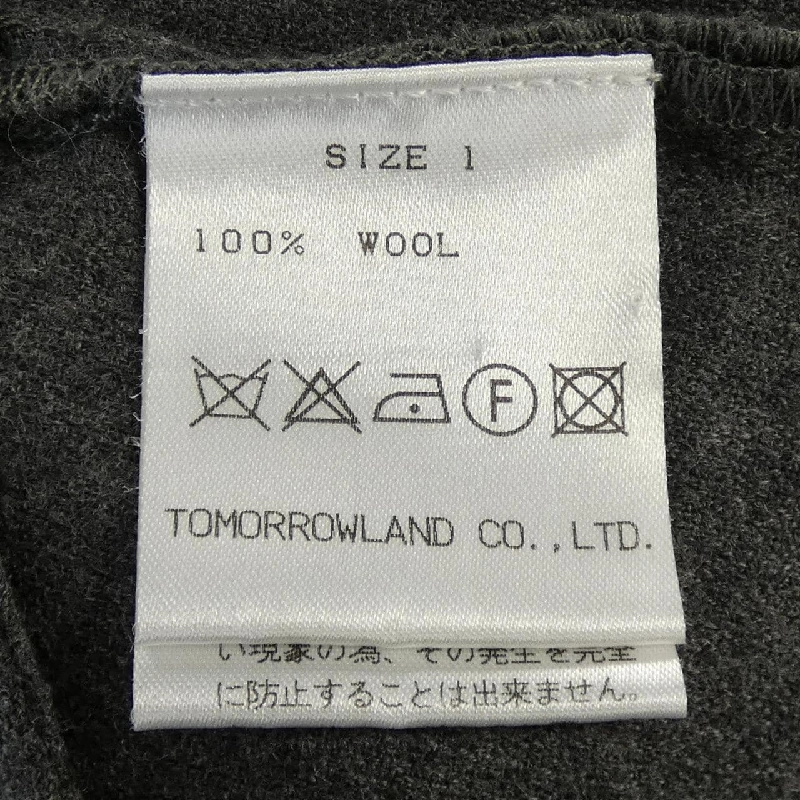 SIZE 1
100% WOOL
F
TOMORROWLAND CO.,LTD.
い現象の為、その発生を完全
に防止することは出来ません。